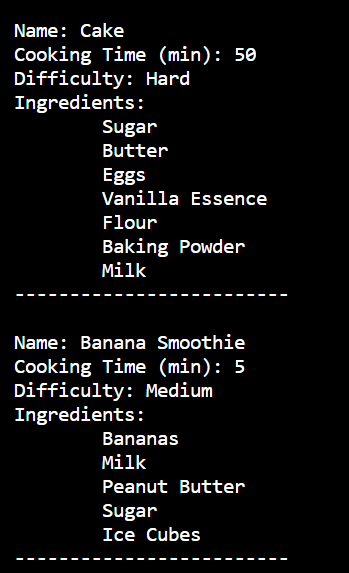 Name: Cake
Cooking Time (min): 50
Difficulty: Hard
Ingredients:
        Sugar
        Butter
        Eggs
        Vanilla Essence
        Flour
        Baking Powder
        Milk
-------------------------
Name: Banana Smoothie
Cooking Time (min): 5
Difficulty: Medium
Ingredients:
        Bananas
        Milk
        Peanut Butter
        Sugar
        Ice Cubes
-------------------------